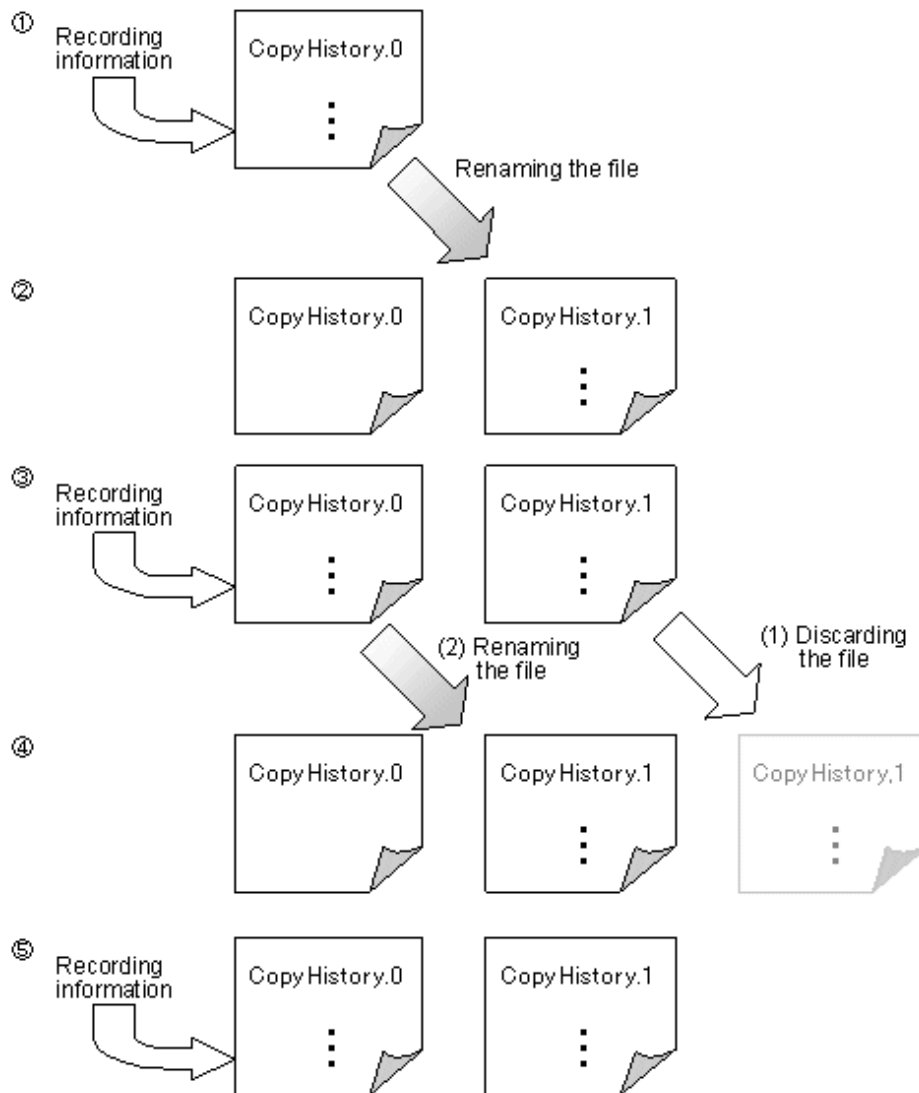 ①
Recording
information
CopyHistory.0
Renaming the file
②
CopyHistory.0
CopyHistory.1
③
Recording
information
CopyHistory.0
CopyHistory.1
(2) Renaming
the file
(1) Discarding
the file
④
CopyHistory.0
CopyHistory.1
CopyHistory,1
⑤
Recording
information
CopyHistory.0
CopyHistory.1